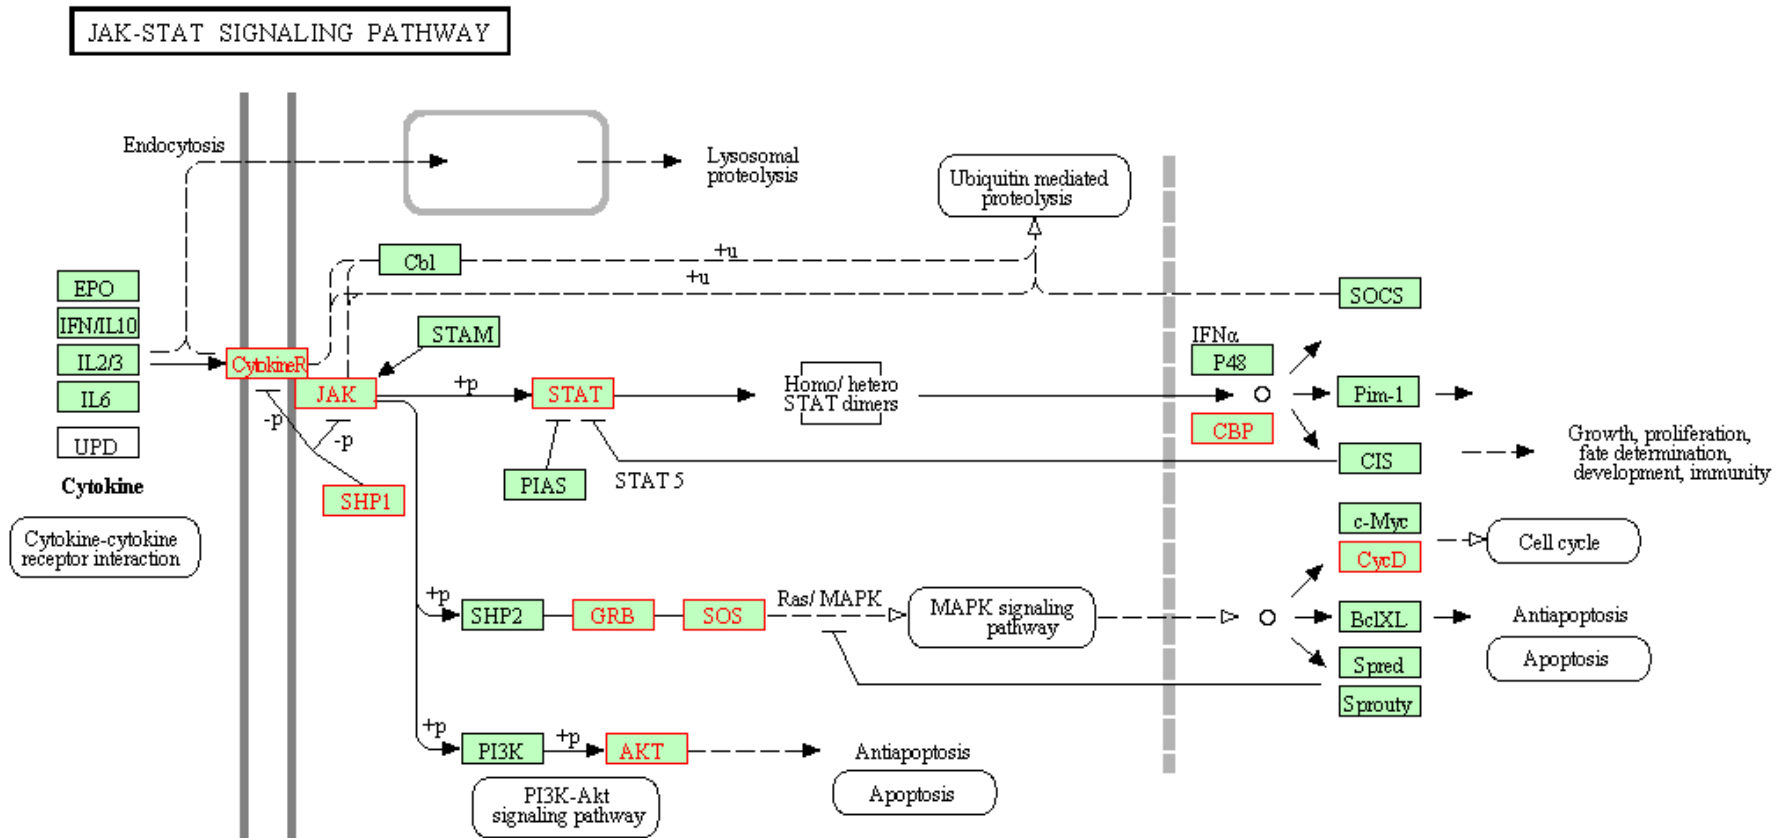 JAK-STAT SIGNALING PATHWAY
Endocytosis
Lysosomal
proteolysis
Ubiquitin mediated
proteolysis
Cbl
+u
+u
EPO
IFN/IL10
IL2/3
IL6
UPD
Cytokine
Cytokine-cytokine
receptor interaction
CytokineR
JAK
STAM
+p
STAT
-p
-p
SHP1
PIAS
STAT 5
Homo/ hetero
STAT dimers
IFNα
P48
CBP
SOCS
Pim-1
CIS
Growth, proliferation,
fate determination,
development, immunity
c-Myc
CycD
Cell cycle
+p
SHP2
GRB
SOS
Ras/ MAPK
MAPK signaling
pathway
BclXL
Antiapoptosis
Apoptosis
Spred
Sprouty
+p
PI3K
+p
AKT
Antiapoptosis
Apoptosis
PI3K-Akt
signaling pathway